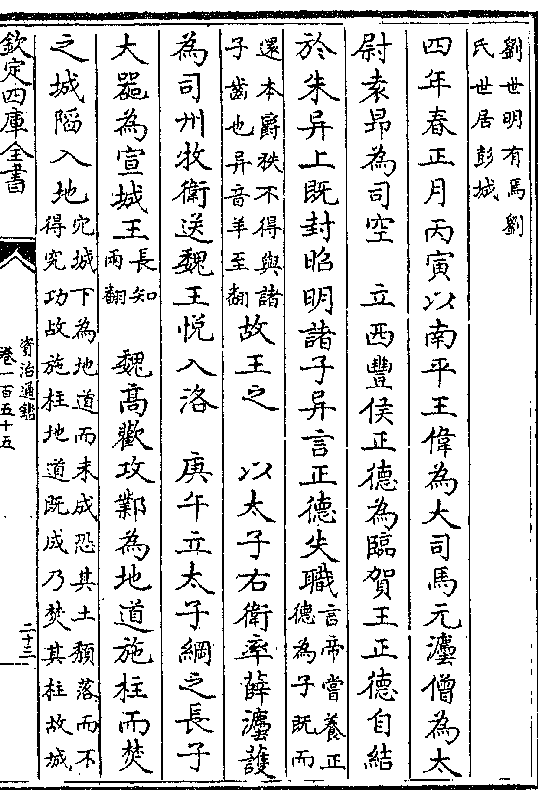 劉世明有焉劉
氏世居彭城
四年春正月丙寅以南平王偉為大司馬元灋僧為太
尉袁昂為司空　立西豐侯正德為臨賀王正德自結
於朱异上既封昭明諸子异言正德失職
言帝嘗養正
德為子既而
還本爵秩不得與諸
子齒也异音羊至翻
故王之　以太子右衛率薛灋護
為司州牧衛送魏王悦入洛　庚午立太子綱之長子
大器為宣城王
長知
兩翻
魏髙歡攻鄴為地道施柱而焚
之城陷入地
穴城下為地道而未成恐其土頹落而不
得究功故施柱地道既成乃焚其柱故城
欽定四庫全書
資治通鑑
卷一百五十五
二十三